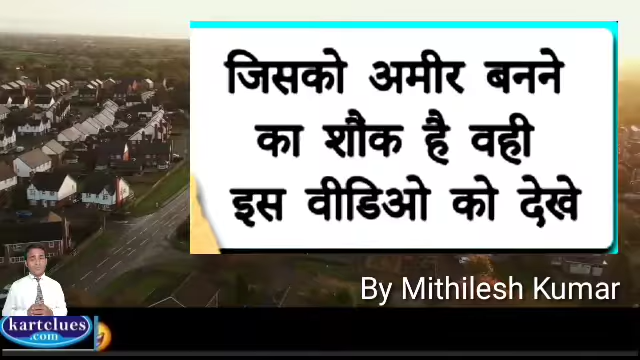 जिसको अमीर बनने
का शौंक है वही
इस वीडिओ को देखे
By Mithilesh Kumar
kartclues
.com